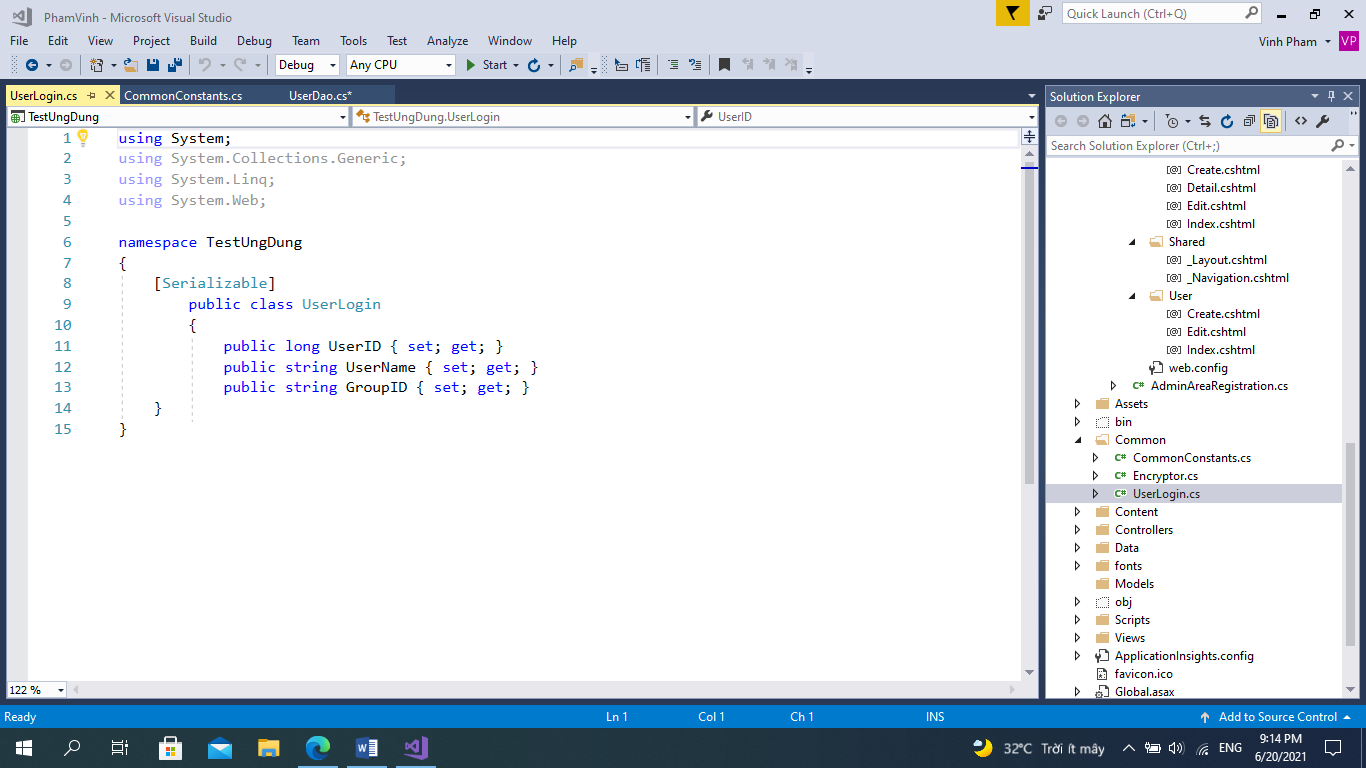 PhamVinh - Microsoft Visual Studio
Quick Launch (Ctrl+Q)
File Edit View Project Build Debug Team Tools Test Analyze Window Help
Vinh Pham VP
Debug Any CPU Start
UserLogin.cs CommonConstants.cs UserDao.cs*
TestUngDung TestUngDung.UserLogin UserID
1 using System;
2 using System.Collections.Generic;
3 using System.Linq;
4 using System.Web;
5
6 namespace TestUngDung
7 {
8 [Serializable]
9 public class UserLogin
10 {
11 public long UserID { set; get; }
12 public string UserName { set; get; }
13 public string GroupID { set; get; }
14 }
15 }
122 %
Solution Explorer
Search Solution Explorer (Ctrl+;)
Create.cshtml
Detail.cshtml
Edit.cshtml
Index.cshtml
Shared
_Layout.cshtml
_Navigation.cshtml
User
Create.cshtml
Edit.cshtml
Index.cshtml
web.config
C# AdminAreaRegistration.cs
Assets
bin
Common
C# CommonConstants.cs
C# Encryptor.cs
C# UserLogin.cs
Content
Controllers
Data
fonts
Models
obj
Scripts
Views
ApplicationInsights.config
favicon.ico
Global.asax
Ready Ln 1 Col 1 Ch 1 INS Add to Source Control
32°C Trời ít mây ENG 9:14 PM
6/20/2021